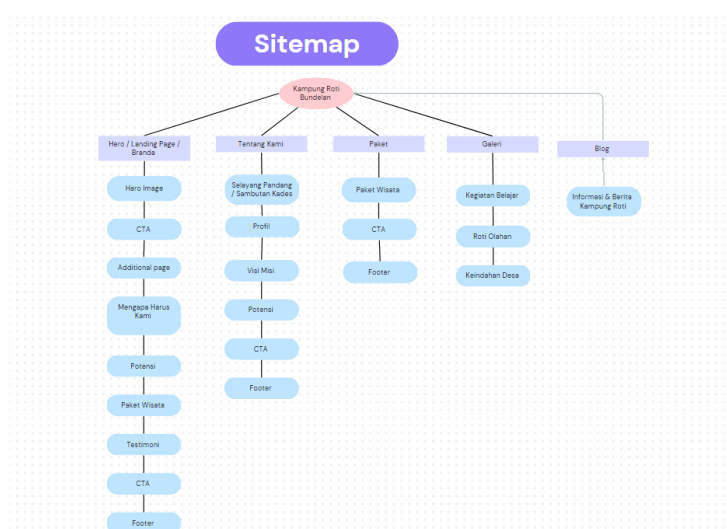 Sitemap
Kampung Roti
Bundelan
Hero / Landing Page /
Branda
Tentang Kami
Paket
Galeri
Blog
Haro Image
CTA
Additional page
Mengapa Harus
Kami
Potensi
Paket Wisata
Testimoni
CTA
Footer
Selayang Pandang
/ Sambutan Kades
Profil
Visi Misi
Potensi
CTA
Footer
Paket Wisata
CTA
Footer
Kegiatan Belajar
Roti Olahan
Keindahan Desa
Informasi & Berita
Kampung Roti